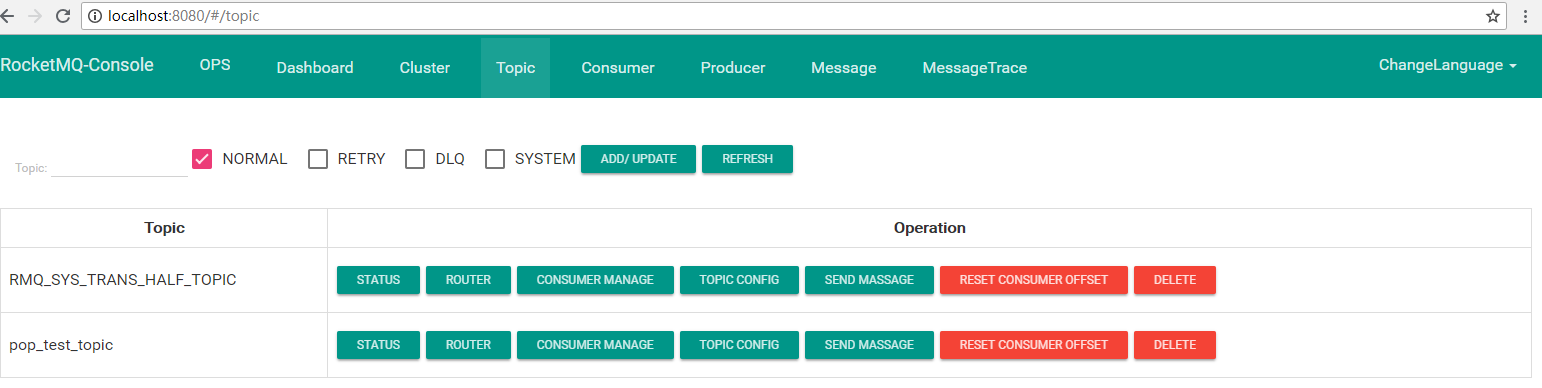 localhost:8080/#/topic
RocketMQ-Console OPS Dashboard Cluster Topic Consumer Producer Message MessageTrace ChangeLanguage
Topic: NORMAL RETRY DLQ SYSTEM ADD/ UPDATE REFRESH
Topic Operation
RMQ_SYS_TRANS_HALF_TOPIC STATUS ROUTER CONSUMER MANAGE TOPIC CONFIG SEND MASSAGE RESET CONSUMER OFFSET DELETE
pop_test_topic STATUS ROUTER CONSUMER MANAGE TOPIC CONFIG SEND MASSAGE RESET CONSUMER OFFSET DELETE